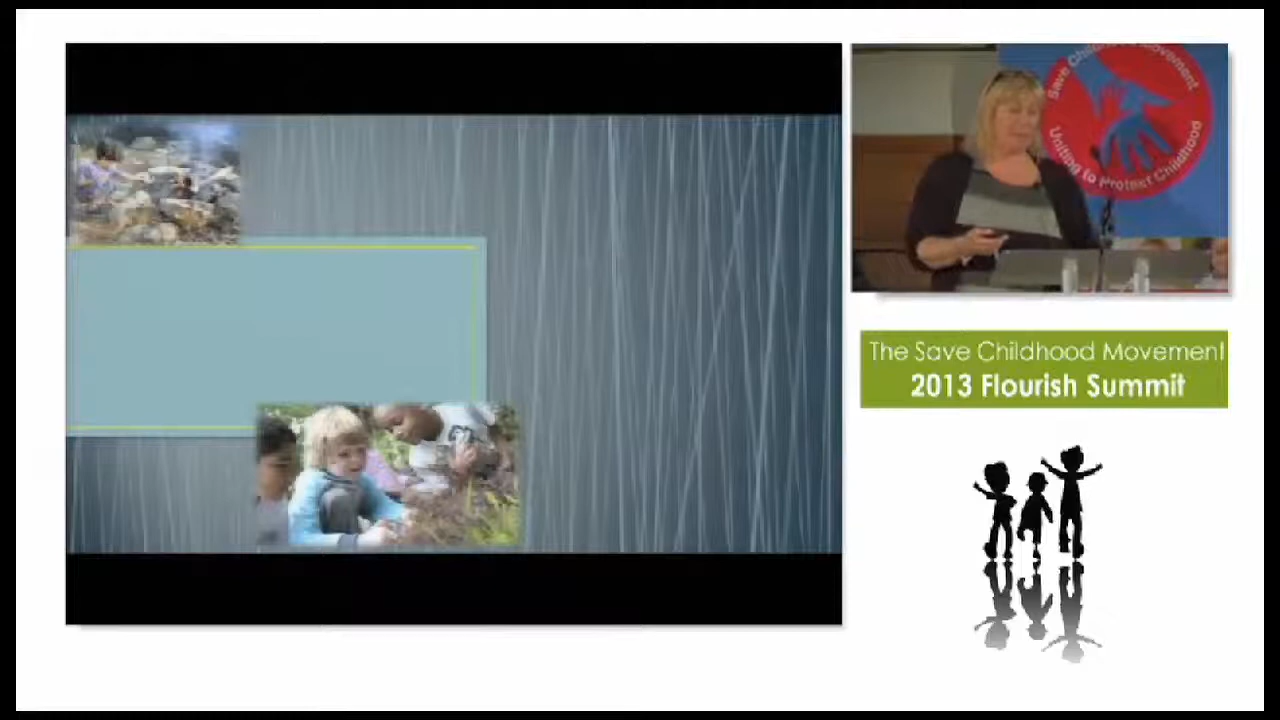 Save Childhood Movement
Uniting to Protect Childhood
The Save Childhood Movement
2013 Flourish Summit